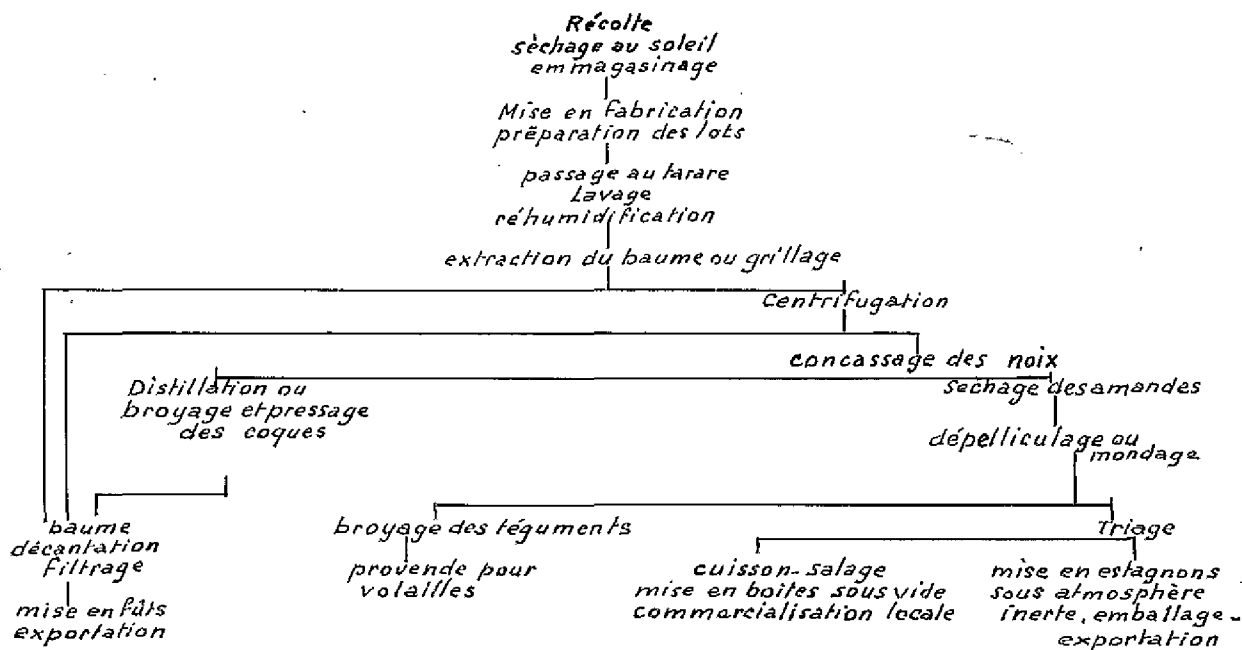 Récolte
sèchage au soleil
emmagasinage
Mise en fabrication
préparation des lots
passage au tarare
Lavage
réhumidification
extraction du baume ou grillage
Centrifugation
concassage des noix
Distillation ou
broyage et pressage
des coques
sechage des amandes
dépelliculage ou
mondage
baume
décantation
filtrage
mise en fûts
exportation
broyage des téguments
provende pour
volailles
Triage
cuisson-salage
mise en boites sous vide
commercialisation locale
mise en estagnons
sous atmosphère
inerte, emballage-
exportation